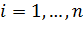 i = 1, … , n